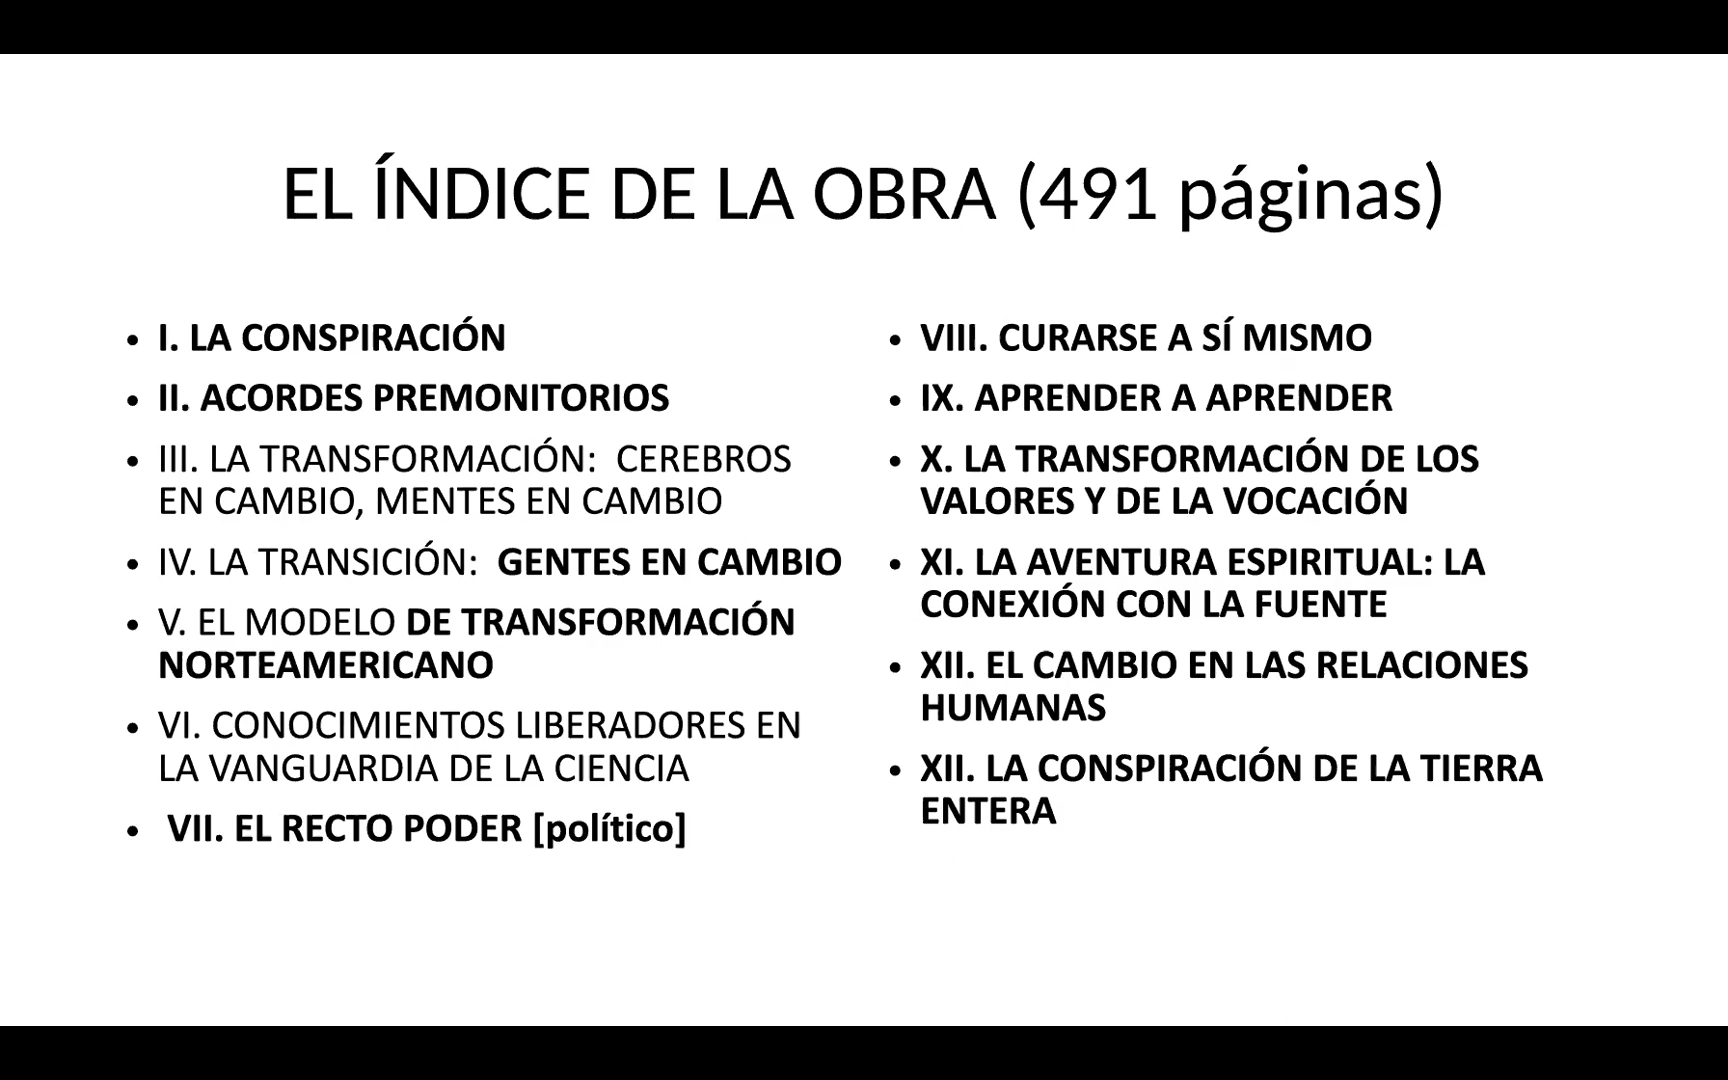 EL ÍNDICE DE LA OBRA (491 páginas)
• I. LA CONSPIRACIÓN
• II. ACORDES PREMONITORIOS
• III. LA TRANSFORMACIÓN: CEREBROS
EN CAMBIO, MENTES EN CAMBIO
• IV. LA TRANSICIÓN: GENTES EN CAMBIO
• V. EL MODELO DE TRANSFORMACIÓN
NORTEAMERICANO
• VI. CONOCIMIENTOS LIBERADORES EN
LA VANGUARDIA DE LA CIENCIA
• VII. EL RECTO PODER [político]
• VIII. CURARSE A SÍ MISMO
• IX. APRENDER A APRENDER
• X. LA TRANSFORMACIÓN DE LOS
VALORES Y DE LA VOCACIÓN
• XI. LA AVENTURA ESPIRITUAL: LA
CONEXIÓN CON LA FUENTE
• XII. EL CAMBIO EN LAS RELACIONES
HUMANAS
• XII. LA CONSPIRACIÓN DE LA TIERRA
ENTERA